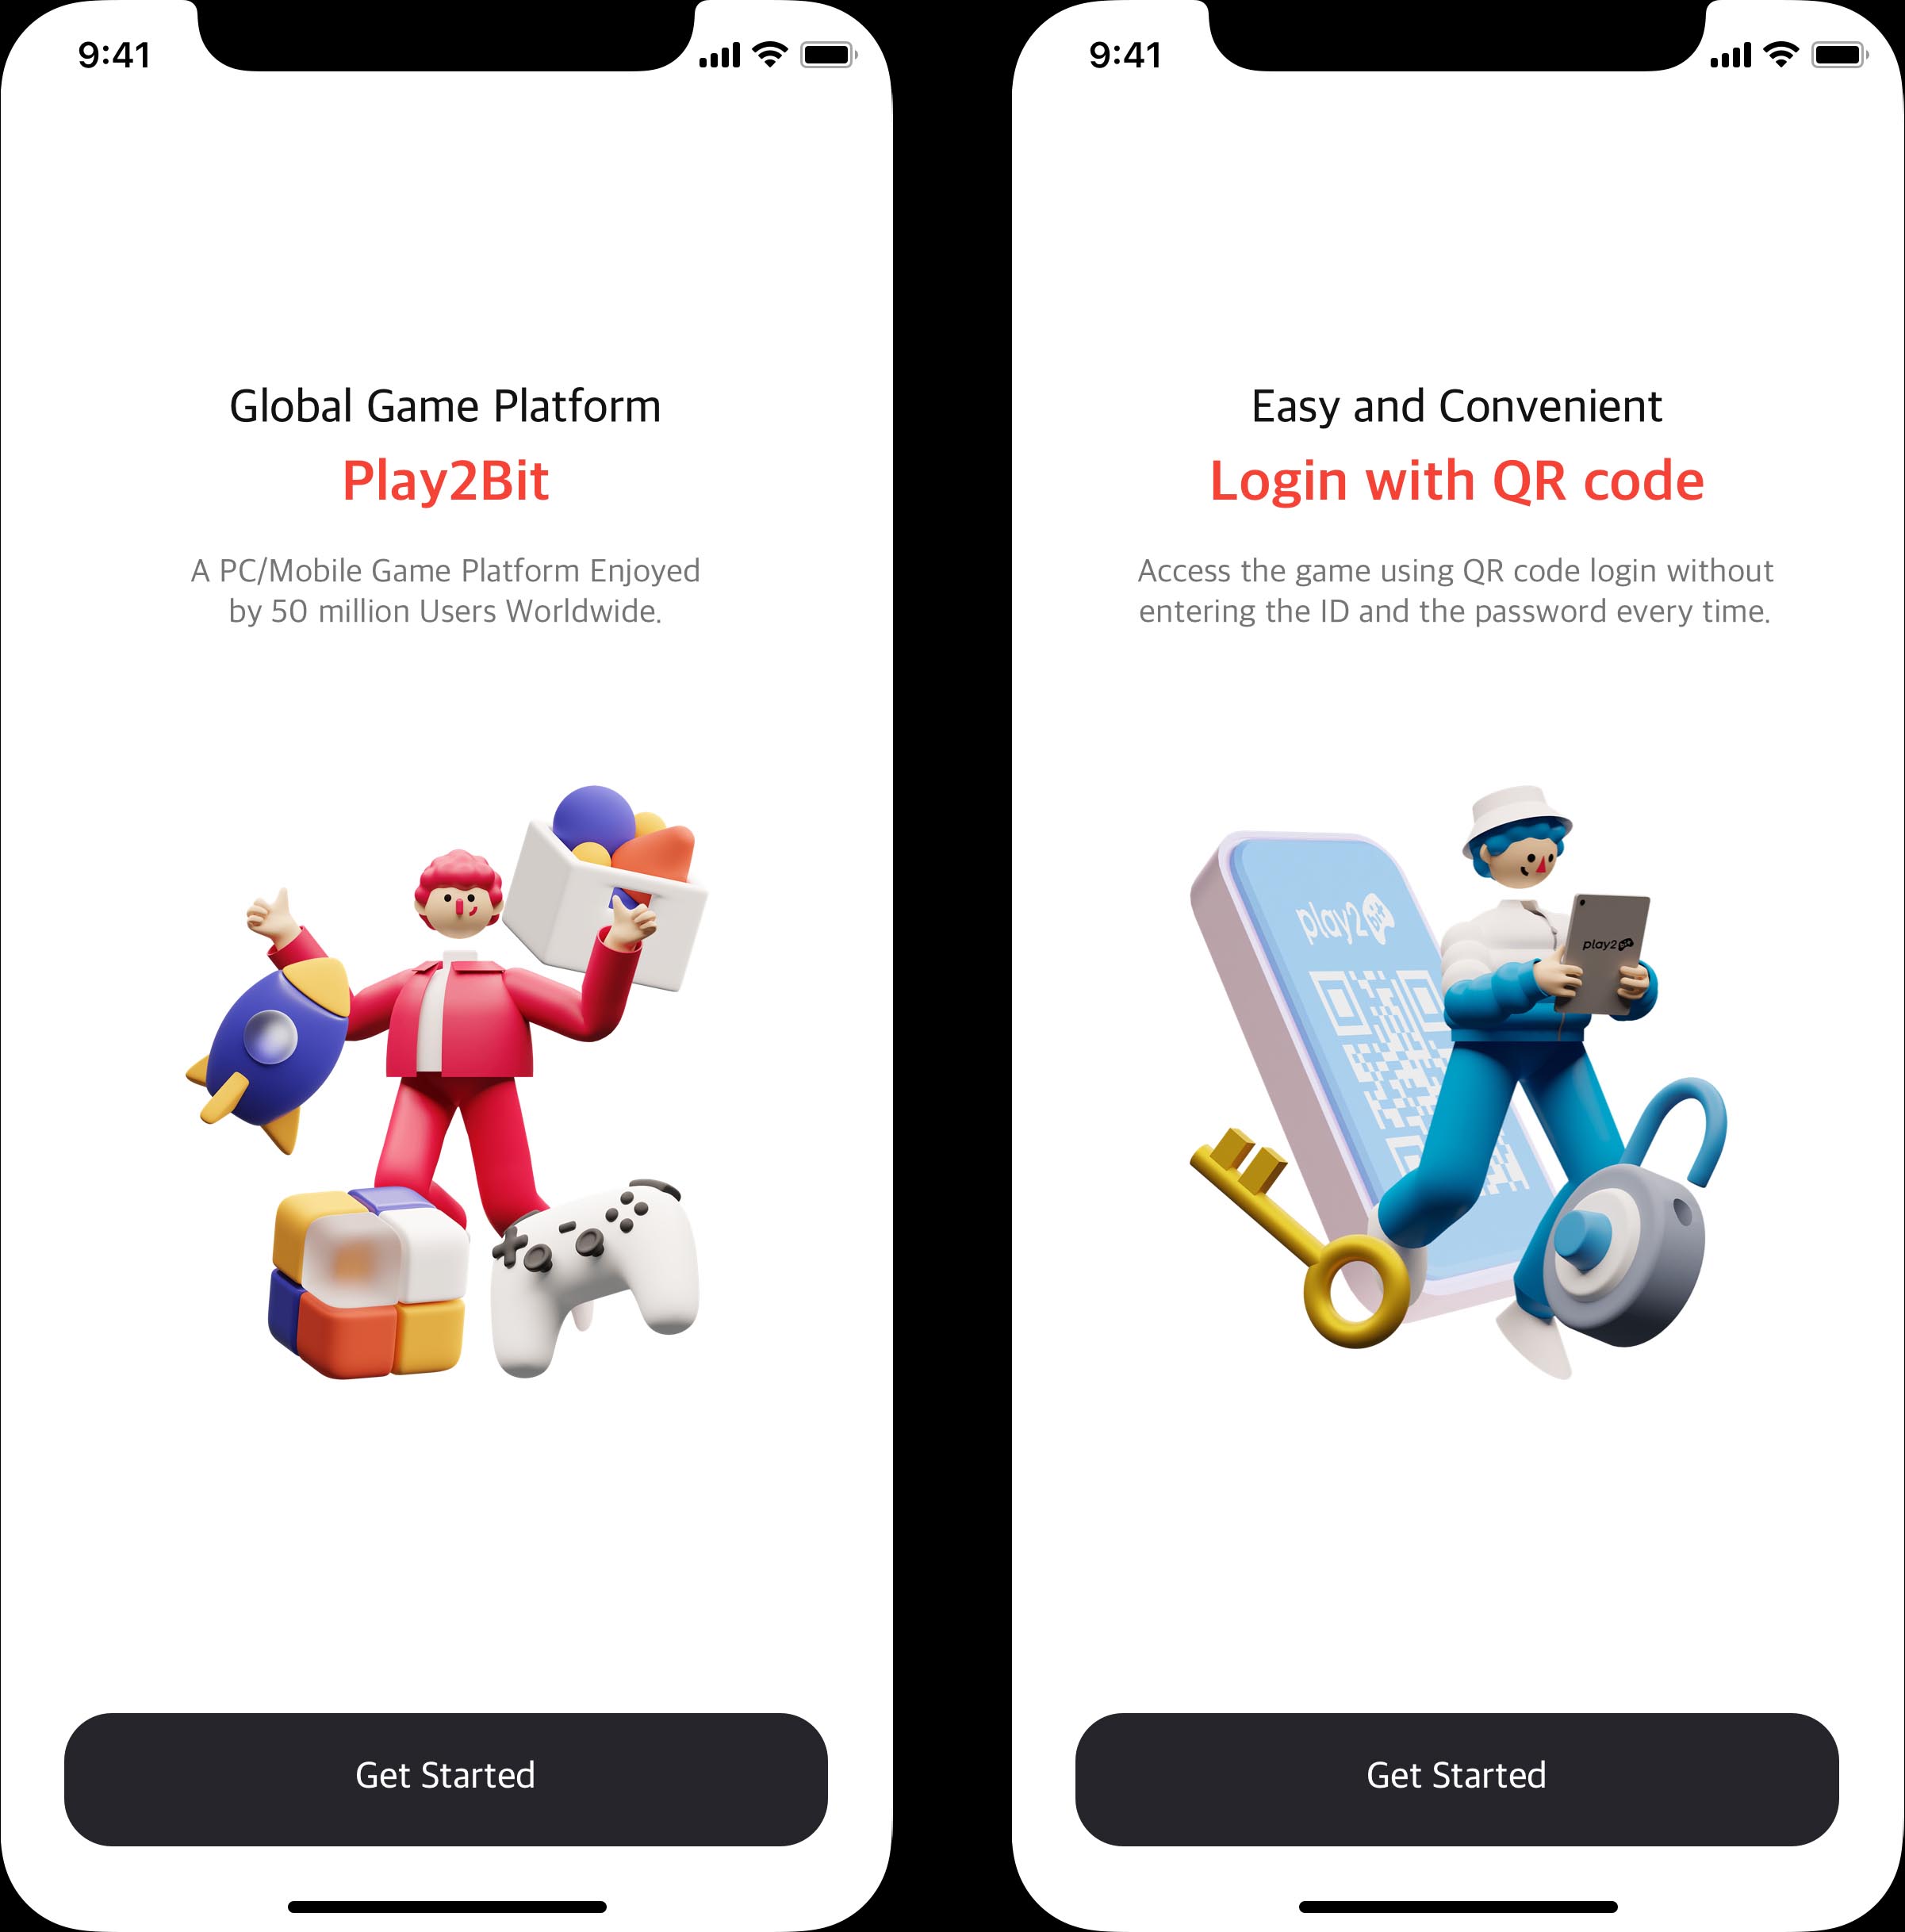 9:41
Global Game Platform
Play2Bit
A PC/Mobile Game Platform Enjoyed
by 50 million Users Worldwide.
Get Started
9:41
Easy and Convenient
Login with QR code
Access the game using QR code login without
entering the ID and the password every time.
play2 Bit
play2
Get Started